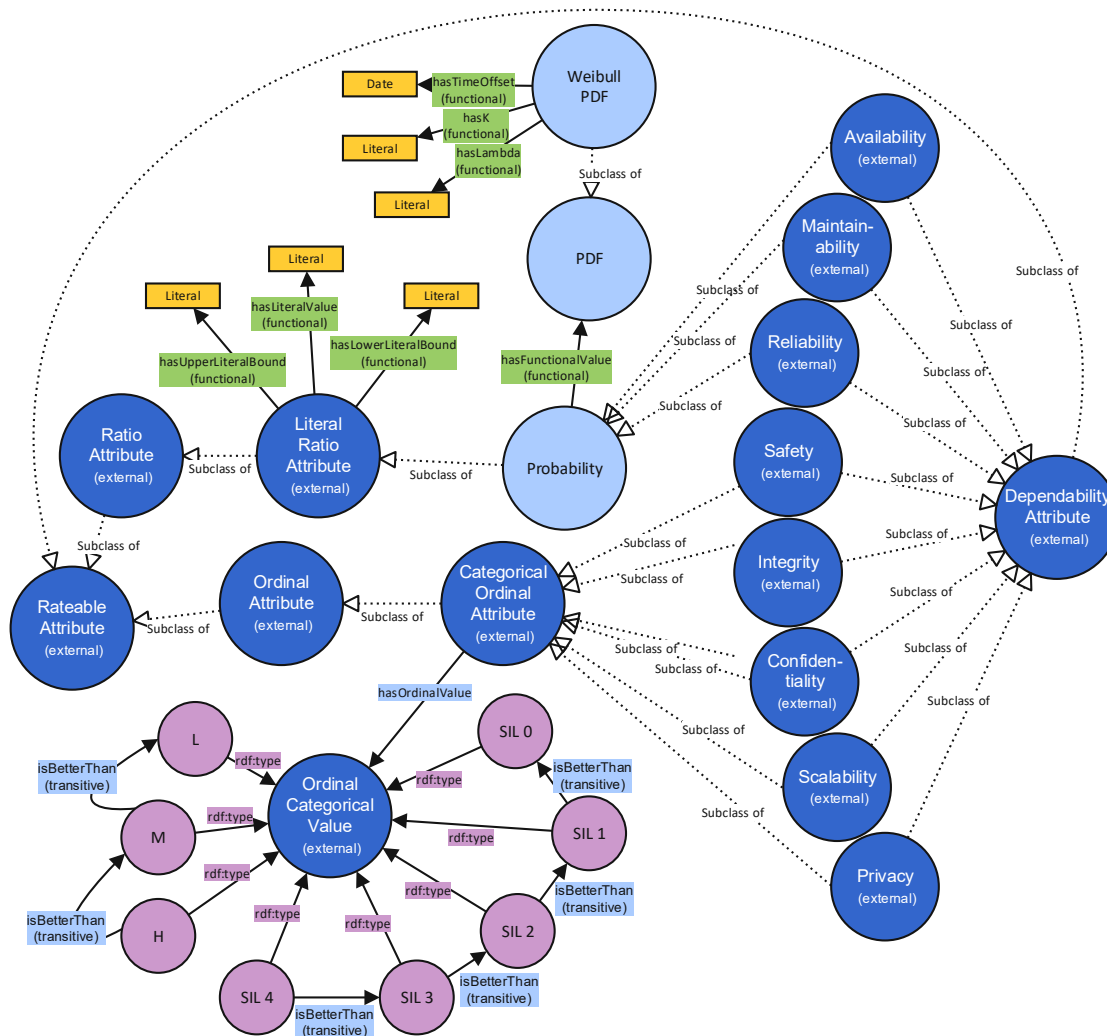 Weibull
PDF
Date
hasTimeOffset
(functional)
hasK
(functional)
Literal
hasLambda
(functional)
Literal
Subclass of
PDF
Availability
(external)
Maintain-
ability
(external)
Reliability
(external)
Subclass of
Subclass of
Subclass of
Subclass of
Subclass of
Subclass of
Subclass of
Literal
Literal
Literal
hasLiteralValue
(functional)
hasUpperLiteralBound
(functional)
hasLowerLiteralBound
(functional)
hasFunctionalValue
(functional)
Ratio
Attribute
(external)
Subclass of
Literal
Ratio
Attribute
(external)
Subclass of
Probability
Safety
(external)
Subclass of
Dependability
Attribute
(external)
Subclass of
Subclass of
Integrity
(external)
Subclass of
Subclass of
Rateable
Attribute
(external)
Subclass of
Ordinal
Attribute
(external)
Subclass of
Categorical
Ordinal
Attribute
(external)
Subclass of
Subclass of
Confiden-
tiality
(external)
Subclass of
hasOrdinalValue
Subclass of
Scalability
(external)
Subclass of
Subclass of
Subclass of
Privacy
(external)
L
rdf:type
isBetterThan
(transitive)
M
rdf:type
isBetterThan
(transitive)
H
rdf:type
Ordinal
Categorical
Value
(external)
SIL 0
rdf:type
isBetterThan
(transitive)
SIL 1
rdf:type
isBetterThan
(transitive)
SIL 2
rdf:type
isBetterThan
(transitive)
SIL 3
rdf:type
isBetterThan
(transitive)
SIL 4
rdf:type